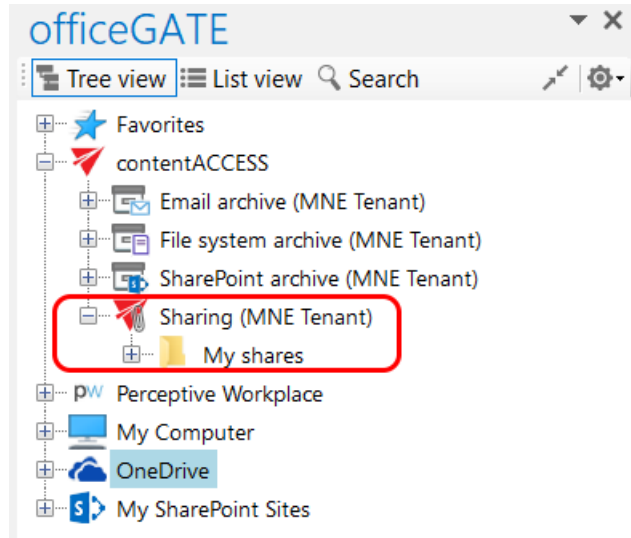 officeGATE
Tree view List view Search
Favorites
contentACCESS
Email archive (MNE Tenant)
File system archive (MNE Tenant)
SharePoint archive (MNE Tenant)
Sharing (MNE Tenant)
My shares
pw Perceptive Workplace
My Computer
OneDrive
S My SharePoint Sites